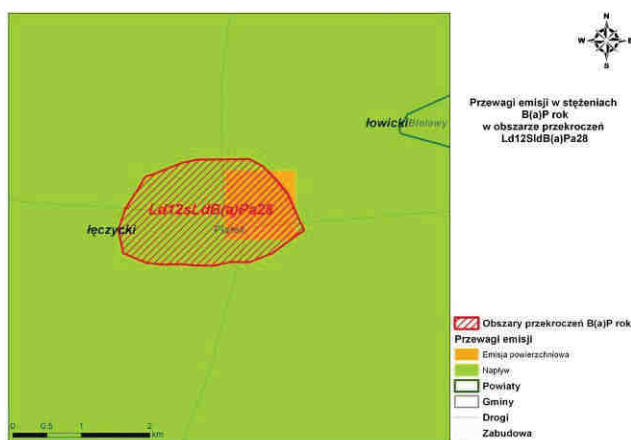 N
W E
S
Przewagi emisji w stężeniach
B(a)P rok
w obszarze przekroczeń
Ld12SldB(a)Pa28
łowicki
Bielawy
Ld12sLdB(a)Pa28
łęczycki
Piątek
Obszary przekroczeń B(a)P rok
Przewagi emisji
Emisja powierzchniowa
Napływ
Powiaty
Gminy
Drogi
Zabudowa
0 0.5 1 2
km